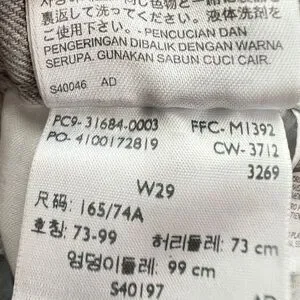 裏返して洗ってください。液体洗剤を
ご使用下さい。- PENCUCIAN DAN
PENGERINGAN DIBALIK DENGAN WARNA
SERUPA. GUNAKAN SABUN CUCI CAIR.
S40046 AD
PC9- 31684-0003 FFC- M1392
PO- 4100172819 CW- 3712
3269
W29
尺码: 165/74A
호칭: 73-99 허리둘레: 73 cm
엉덩이둘레: 99 cm
S40197